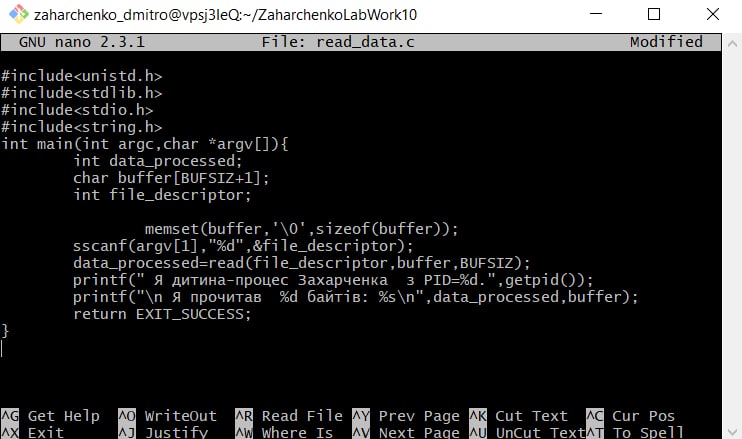 zaharchenko_dmitro@vpsj3IeQ:~/ZaharchenkoLabWork10
GNU nano 2.3.1 File: read_data.c Modified
#include<unistd.h>
#include<stdlib.h>
#include<stdio.h>
#include<string.h>
int main(int argc,char *argv[]){
        int data_processed;
        char buffer[BUFSIZ+1];
        int file_descriptor;
                memset(buffer,'\0',sizeof(buffer));
        sscanf(argv[1],"%d",&file_descriptor);
        data_processed=read(file_descriptor,buffer,BUFSIZ);
        printf(" Я дитина-процес Захарченка  з PID=%d.",getpid());
        printf("\n Я прочитав  %d байтів: %s\n",data_processed,buffer);
        return EXIT_SUCCESS;
}
^G Get Help ^O WriteOut ^R Read File ^Y Prev Page ^K Cut Text ^C Cur Pos
^X Exit ^J Justify ^W Where Is ^V Next Page ^U UnCut Text ^T To Spell